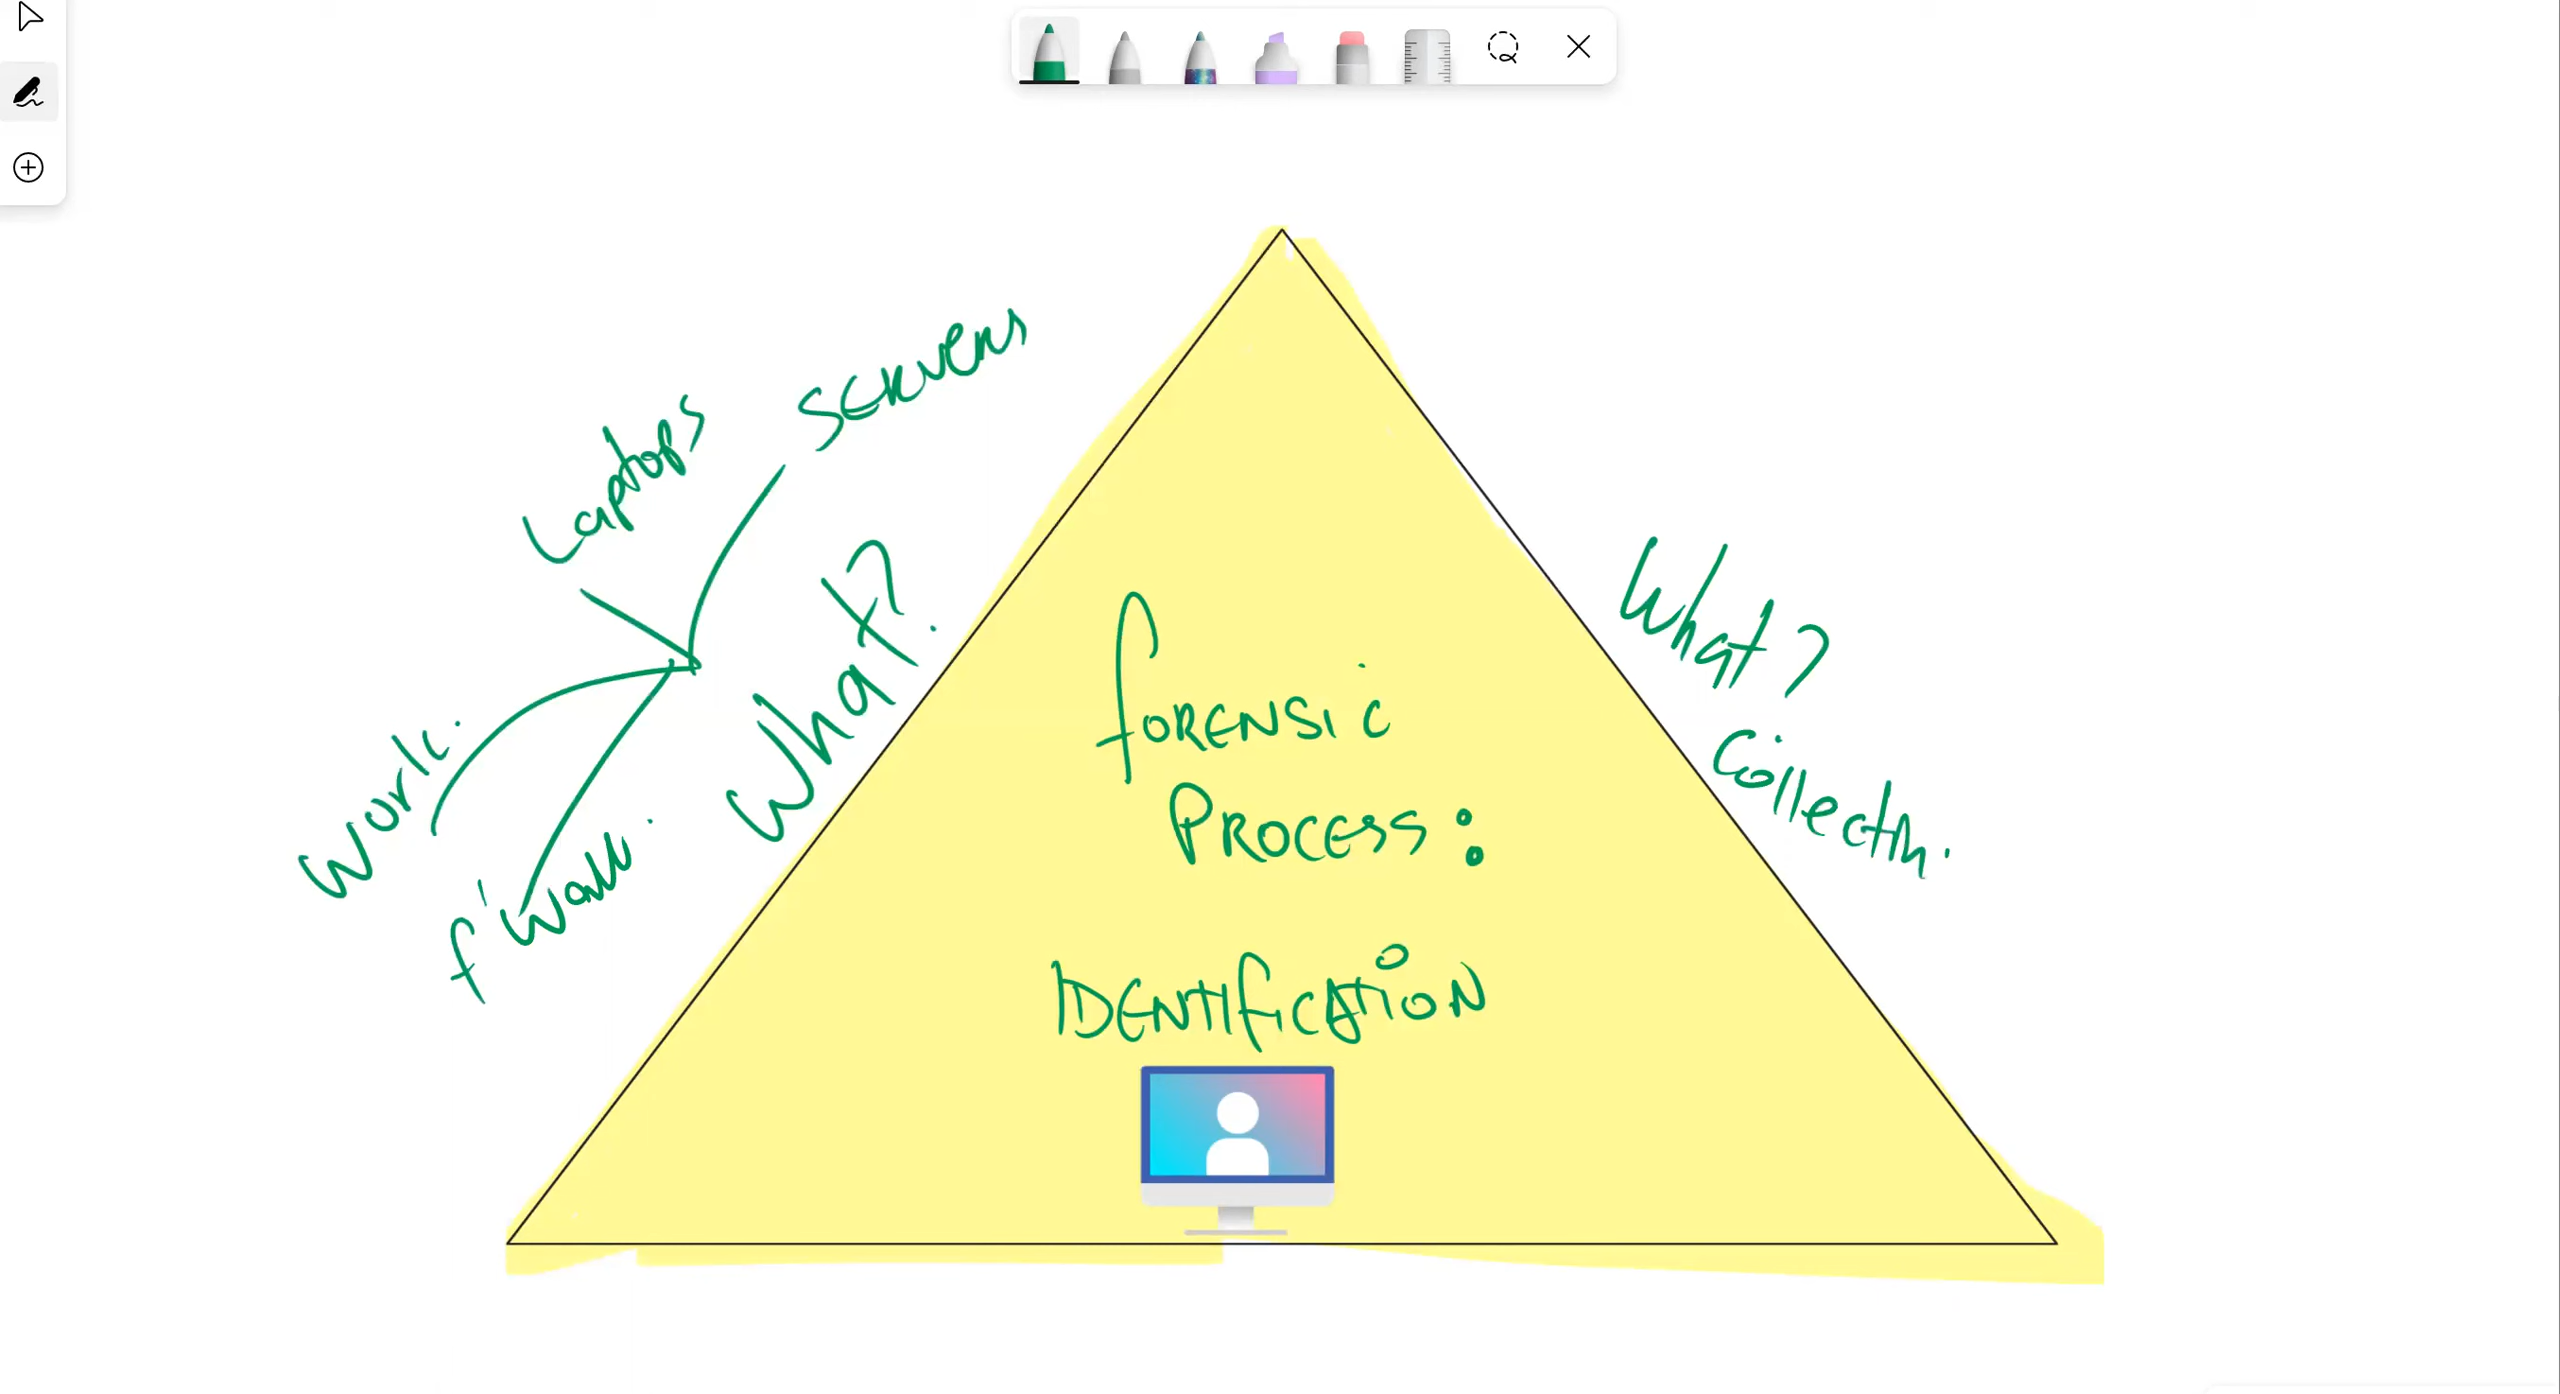 Servers
Laptops
What?
Work.
f'wall.
Forensic
Process:
Identification
What?
Collectn.